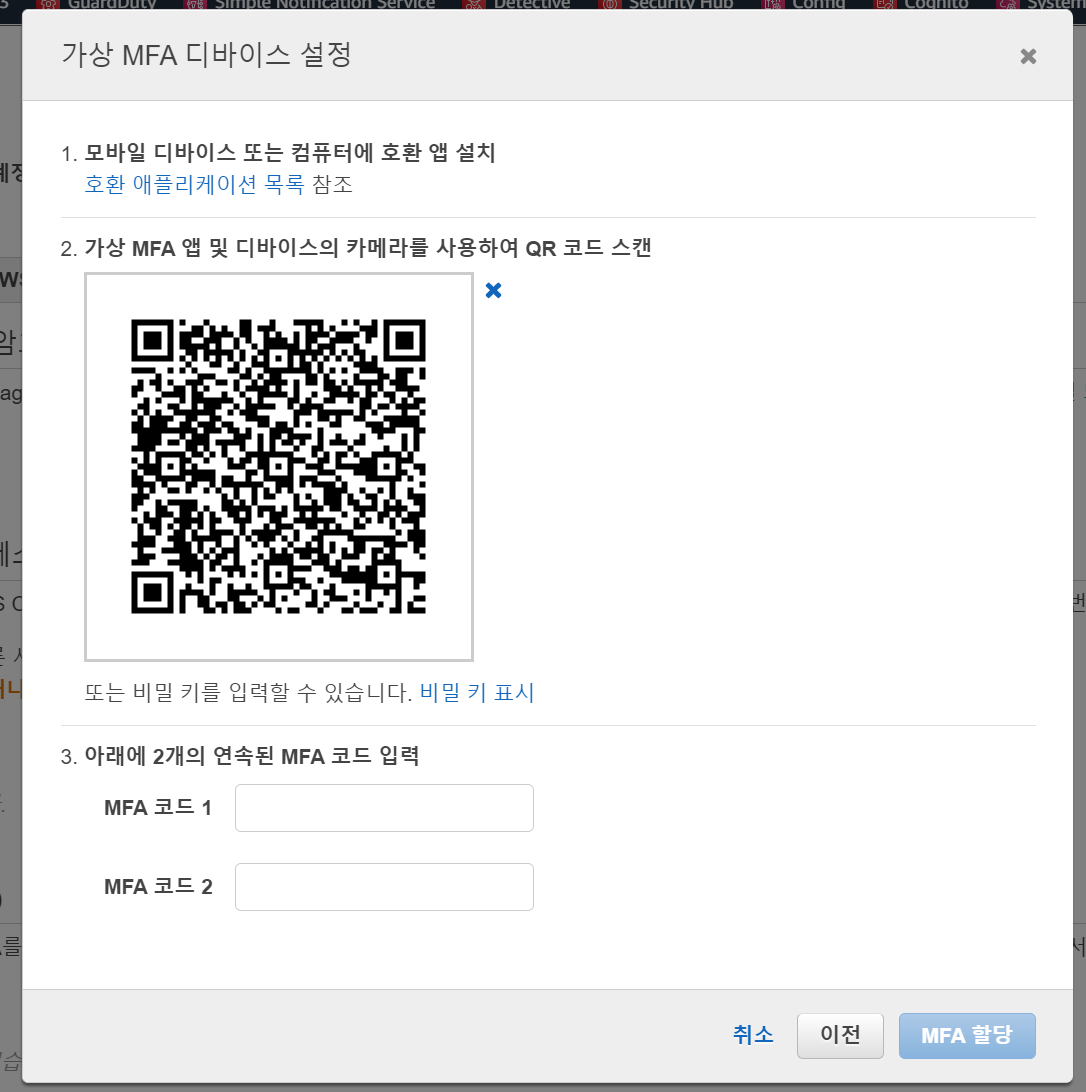 GuardDuty Simple Notification Service Detective Security Hub Config Cognito System
가상 MFA 디바이스 설정
1. 모바일 디바이스 또는 컴퓨터에 호환 앱 설치
호환 애플리케이션 목록 참조
2. 가상 MFA 앱 및 디바이스의 카메라를 사용하여 QR 코드 스캔
또는 비밀 키를 입력할 수 있습니다. 비밀 키 표시
3. 아래에 2개의 연속된 MFA 코드 입력
MFA 코드 1
MFA 코드 2
취소 이전 MFA 할당